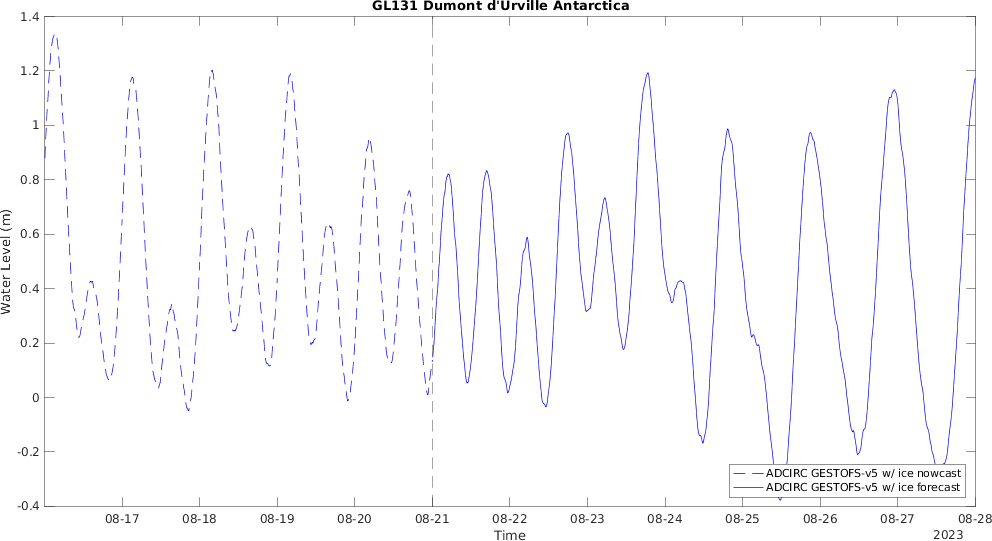 GL131 Dumont d'Urville Antarctica
1.4
1.2
1
0.8
0.6
0.4
0.2
0
-0.2
-0.4
Water Level (m)
ADCIRC GESTOFS-v5 w/ ice nowcast
ADCIRC GESTOFS-v5 w/ ice forecast
08-17 08-18 08-19 08-20 08-21 08-22 08-23 08-24 08-25 08-26 08-27 08-28
Time
2023